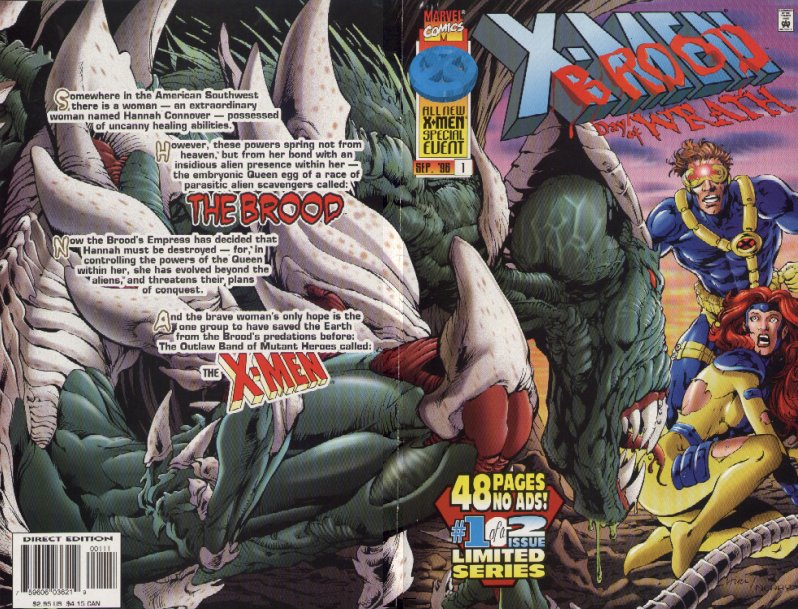 Somewhere in the American Southwest
there is a woman — an extraordinary
woman named Hannah Connover — possessed
of uncanny healing abilities.
However, these powers spring not from
heaven, but from her bond with an
insidious alien presence within her —
the embryonic Queen egg of a race of
parasitic alien scavengers called:
THE BROOD
Now the Brood's Empress has decided that
Hannah must be destroyed — for, in
controlling the powers of the Queen
within her, she has evolved beyond the
aliens, and threatens their plans
of conquest.
And the brave woman's only hope is the
one group to have saved the Earth
from the Brood's predations before:
The Outlaw Band of Mutant Heroes called:
THE X-MEN
DIRECT EDITION
00111
7 59606 03621 9
$2.95 US $4.15 CAN
MARVEL
COMICS
ALL NEW
X-MEN
SPECIAL
EVENT
SEP. '96 1
X-MEN
BROOD
Day of WRATH
48 PAGES
NO ADS!
#1 of a 2
ISSUE
LIMITED
SERIES